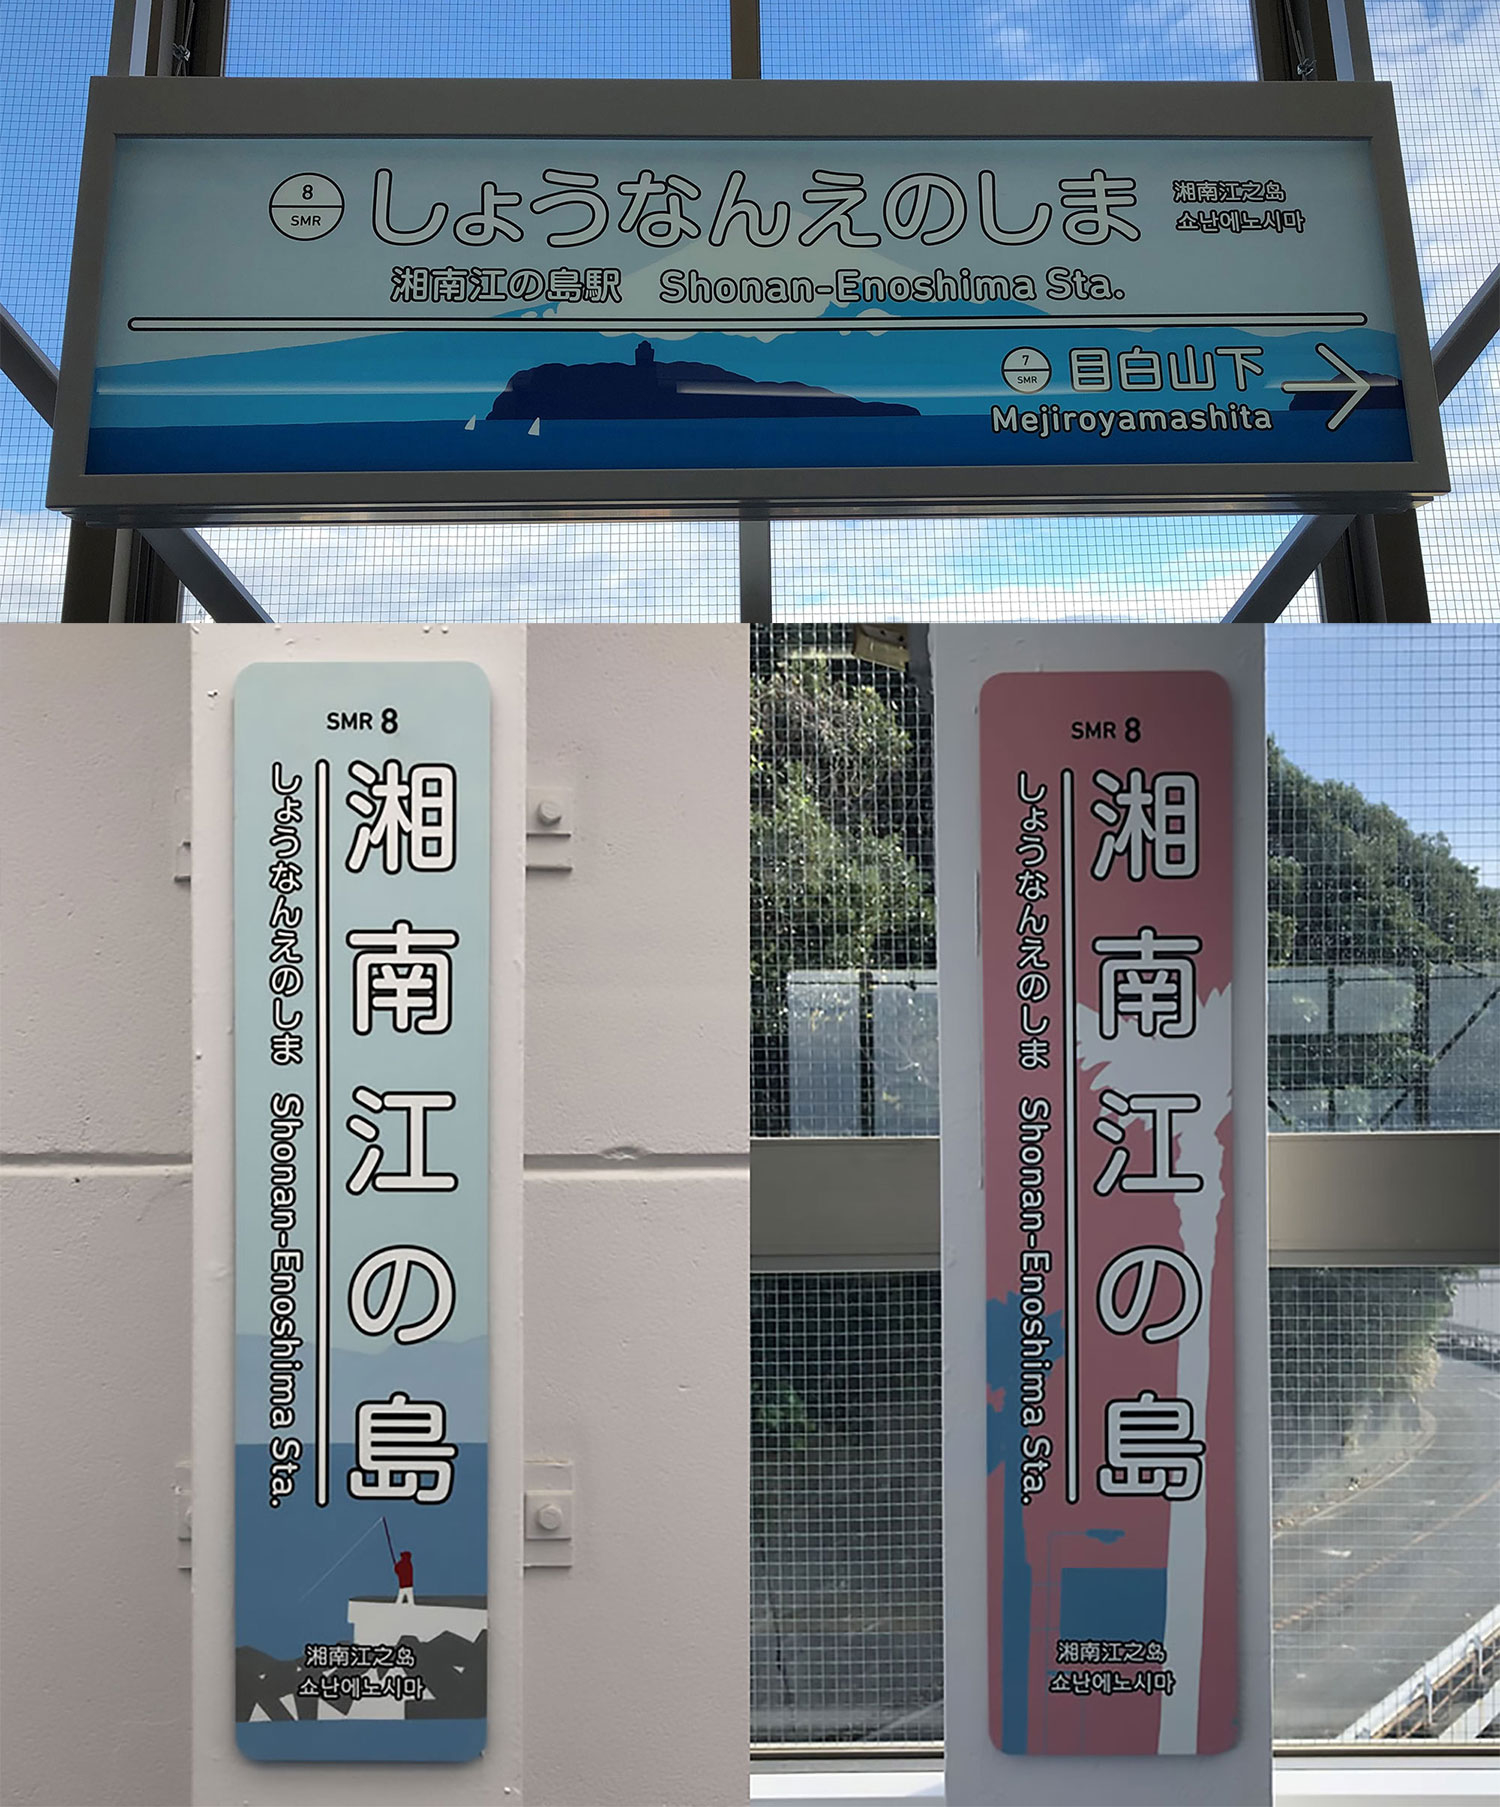 8
SMR
しょうなんえのしま
湘南江之岛
쇼난에노시마
湘南江の島駅 Shonan-Enoshima Sta.
7
SMR
目白山下
Mejiroyamashita
SMR 8
湘南江の島
しょうなんえのしま Shonan-Enoshima Sta.
湘南江之岛
쇼난에노시마
SMR 8
湘南江の島
しょうなんえのしま Shonan-Enoshima Sta.
湘南江之岛
쇼난에노시마